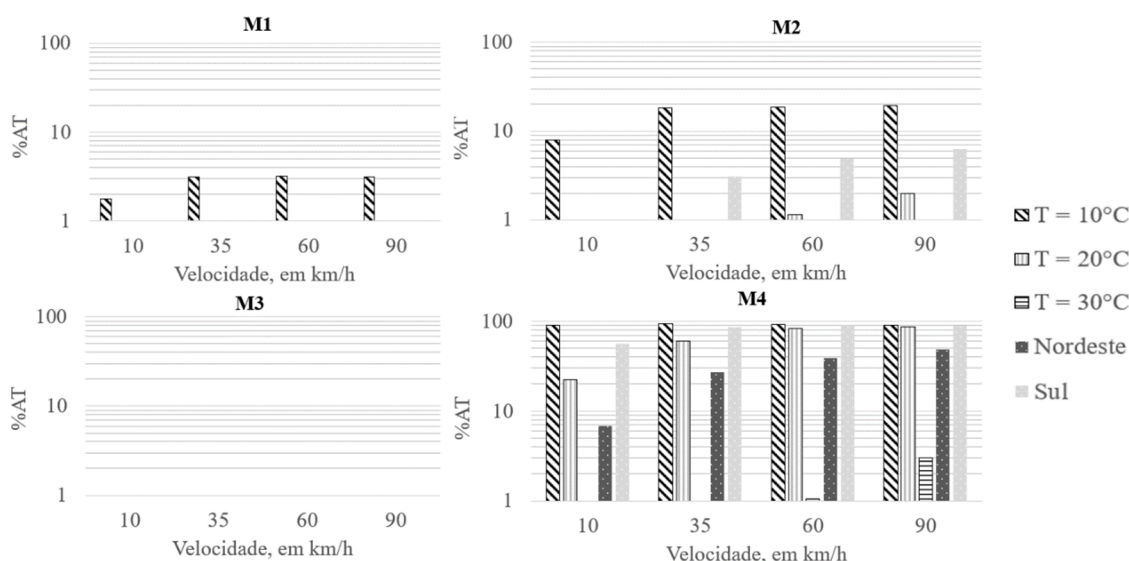 M1
100
10
1
%AT
10 35 60 90
Velocidade, em km/h
M2
100
10
1
%AT
10 35 60 90
Velocidade, em km/h
M3
100
10
1
%AT
10 35 60 90
Velocidade, em km/h
M4
100
10
1
%AT
10 35 60 90
Velocidade, em km/h
T = 10°C
T = 20°C
T = 30°C
Nordeste
Sul